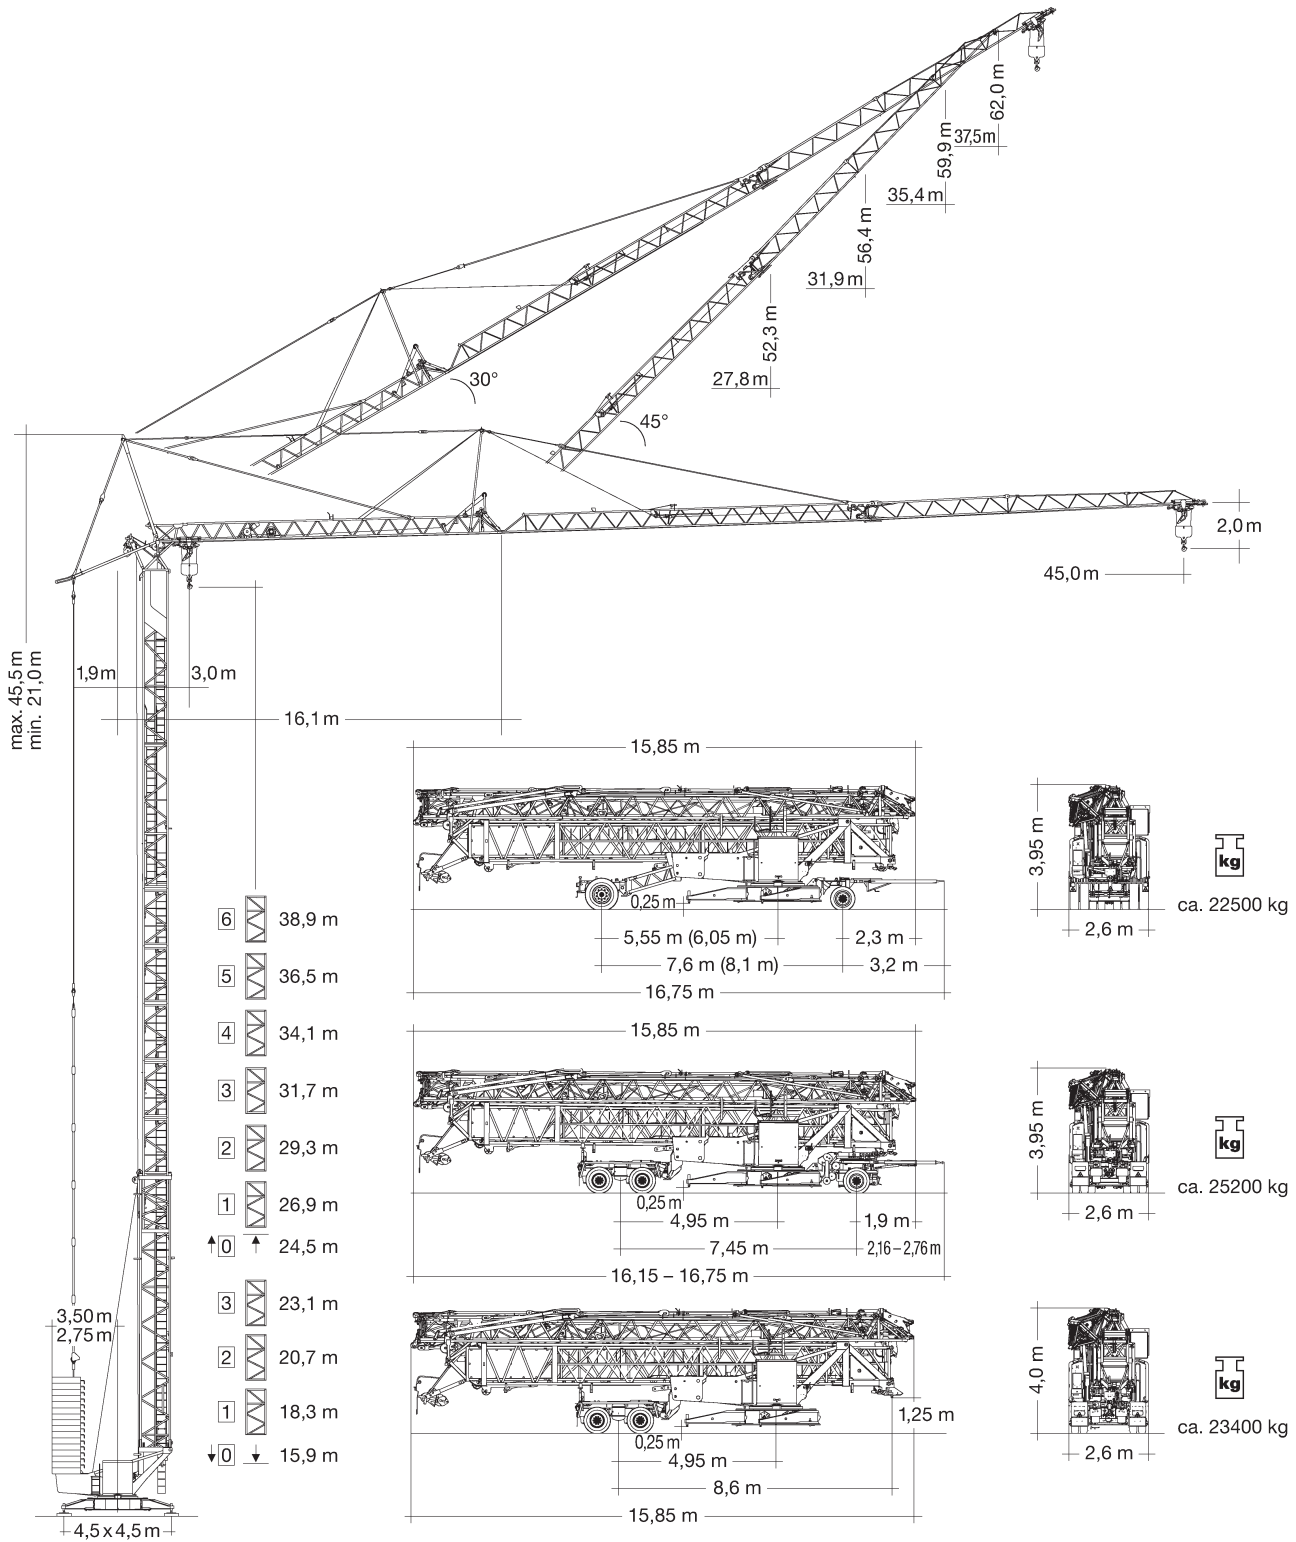 62,0 m
37,5m
59,9 m
35,4 m
56,4 m
31,9 m
52,3 m
27,8 m
30°
45°
2,0 m
45,0 m
max. 45,5 m
min. 21,0 m
1,9 m
3,0 m
16,1 m
15,85 m
3,95 m
kg
ca. 22500 kg
2,6 m
0,25 m
5,55 m (6,05 m)
2,3 m
7,6 m (8,1 m)
3,2 m
16,75 m
6 38,9 m
5 36,5 m
4 34,1 m
3 31,7 m
2 29,3 m
1 26,9 m
0 24,5 m
3 23,1 m
2 20,7 m
1 18,3 m
0 15,9 m
15,85 m
3,95 m
kg
ca. 25200 kg
2,6 m
0,25 m
4,95 m
1,9 m
7,45 m
2,16 – 2,76 m
16,15 – 16,75 m
3,50 m
2,75 m
4,0 m
kg
ca. 23400 kg
2,6 m
1,25 m
0,25 m
4,95 m
8,6 m
15,85 m
4,5 x 4,5 m